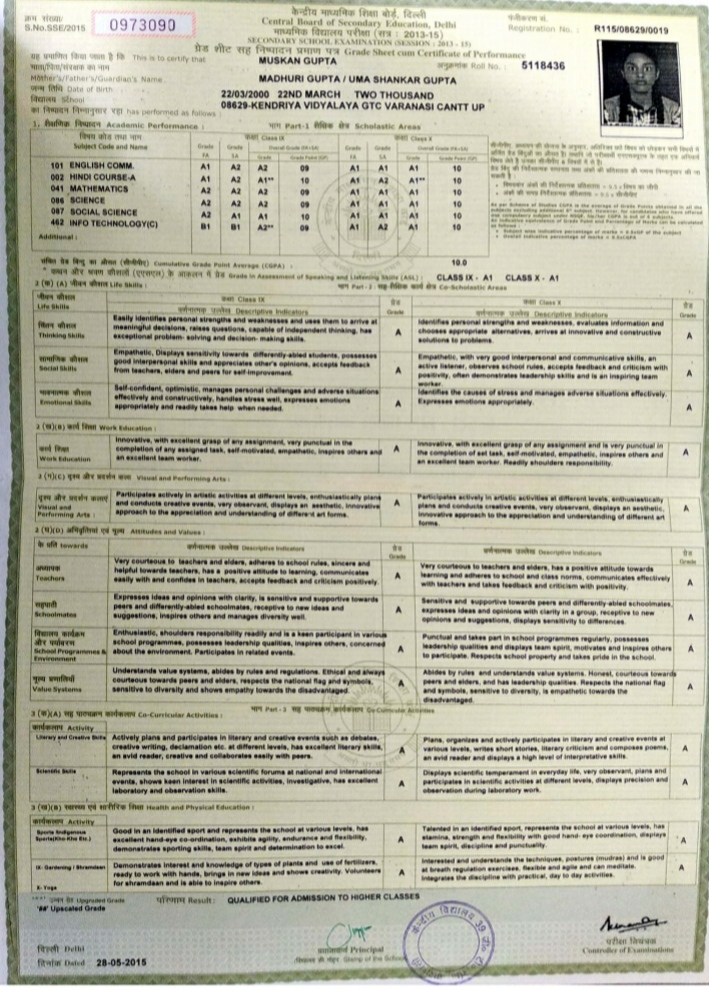 क्रम संख्या
S.No.SSE/2015 0973090
केन्द्रीय माध्यमिक शिक्षा बोर्ड, दिल्ली
Central Board of Secondary Education, Delhi
माध्यमिक विद्यालय परीक्षा (सत्र : 2013-15)
SECONDARY SCHOOL EXAMINATION (SESSION : 2013 - 15)
ग्रेड शीट सह निष्पादन प्रमाण पत्र Grade Sheet cum Certificate of Performance
पंजीकरण सं.
Registration No. : R115/08629/0019
यह प्रमाणित किया जाता है कि This is to certify that MUSKAN GUPTA
अनुक्रमांक Roll No. : 5118436
माता/पिता/संरक्षक का नाम
Mother's/Father's/Guardian's Name MADHURI GUPTA / UMA SHANKAR GUPTA
जन्म तिथि Date of Birth 22/03/2000 22ND MARCH TWO THOUSAND
विद्यालय School 08629-KENDRIYA VIDYALAYA GTC VARANASI CANTT UP
का निष्पादन निम्नानुसार रहा has performed as follows :
1. शैक्षिक निष्पादन Academic Performance : भाग Part-1 शैक्षिक क्षेत्र Scholastic Areas
विषय कोड तथा नाम कक्षा Class IX कक्षा Class X
Subject Code and Name
Grade FA Grade SA Overall Grade (FA+SA) Grade Grade Point (GP) Grade FA Grade SA Overall Grade (FA+SA) Grade Grade Point (GP)
101 ENGLISH COMM. A1 A2 A2 09 A1 A1 A1 10
002 HINDI COURSE-A A2 A2 A1** 10 A1 A2 A1** 10
041 MATHEMATICS A2 A2 A2 09 A1 A1 A1 10
086 SCIENCE A2 A2 A2 09 A1 A1 A1 10
087 SOCIAL SCIENCE A2 A1 A1 10 A1 A1 A1 10
462 INFO TECHNOLOGY(C) B1 B1 A2** 09 A1 A2 A1 10
Additional :
Cumulative Grade Point Average (CGPA) : 10.0
Grade in Assessment of Speaking and Listening Skills (ASL) : CLASS IX - A1 CLASS X - A1
भाग Part-2 : सह शैक्षिक क्षेत्र Co-Scholastic Areas
2 (क) (A) जीवन कौशल Life Skills :
जीवन कौशल कक्षा Class IX ग्रेड कक्षा Class X ग्रेड
Life Skills वर्णनात्मक उल्लेख Descriptive Indicators Grade वर्णनात्मक उल्लेख Descriptive Indicators Grade
चिंतन कौशल
Thinking Skills
Easily identifies personal strengths and weaknesses and uses them to arrive at
meaningful decisions, raises questions, capable of independent thinking, has
exceptional problem- solving and decision- making skills.
A
Identifies personal strengths and weaknesses, evaluates information and
chooses appropriate alternatives, arrives at innovative and constructive
solutions to problems.
A
सामाजिक कौशल
Social Skills
Empathetic, Displays sensitivity towards differently-abled students, possesses
good interpersonal skills and appreciates other's opinions, accepts feedback
from teachers, elders and peers for self-improvement.
A
Empathetic, with very good interpersonal and communicative skills, an
active listener, observes school rules, accepts feedback and criticism with
positivity, often demonstrates leadership skills and is an inspiring team
worker.
A
भावनात्मक कौशल
Emotional Skills
Self-confident, optimistic, manages personal challenges and adverse situations
effectively and constructively, handles stress well, expresses emotions
appropriately and readily takes help when needed.
A
Identifies the causes of stress and manages adverse situations effectively.
Expresses emotions appropriately.
A
2 (ख)(B) कार्य शिक्षा Work Education :
कार्य शिक्षा
Work Education
Innovative, with excellent grasp of any assignment, very punctual in the
completion of any assigned task, self-motivated, empathetic, inspires others and
an excellent team worker.
A
Innovative, with excellent grasp of any assignment and is very punctual in
the completion of set task, self-motivated, empathetic, inspires others and
an excellent team worker. Readily shoulders responsibility.
A
2 (ग)(C) दृश्य और प्रदर्शन कला Visual and Performing Arts :
दृश्य और प्रदर्शन कलाएं
Visual and
Performing Arts :
Participates actively in artistic activities at different levels, enthusiastically plans
and conducts creative events, very observant, displays an aesthetic, innovative
approach to the appreciation and understanding of different art forms.
A
Participates actively in artistic activities at different levels, enthusiastically
plans and conducts creative events, very observant, displays an aesthetic,
innovative approach to the appreciation and understanding of different art
forms.
A
2 (घ)(D) अभिवृत्तियां एवं मूल्य Attitudes and Values :
के प्रति towards वर्णनात्मक उल्लेख Descriptive Indicators ग्रेड Grade वर्णनात्मक उल्लेख Descriptive Indicators ग्रेड Grade
अध्यापक
Teachers
Very courteous to teachers and elders, adheres to school rules, sincere and
helpful towards teachers, has a positive attitude to learning, communicates
easily with and confides in teachers, accepts feedback and criticism positively.
A
Very courteous to teachers and elders, has a positive attitude towards
learning and adheres to school and class norms, communicates effectively
with teachers and takes feedback and criticism with positivity.
A
सहपाठी
Schoolmates
Expresses ideas and opinions with clarity, is sensitive and supportive towards
peers and differently-abled schoolmates, receptive to new ideas and
suggestions, inspires others and manages diversity well.
A
Sensitive and supportive towards peers and differently-abled schoolmates,
expresses ideas and opinions with clarity in a group, receptive to new
opinions and suggestions, displays sensitivity to differences.
A
विद्यालय कार्यक्रम
और पर्यावरण
School Programmes &
Environment
Enthusiastic, shoulders responsibility readily and is a keen participant in various
school programmes, possesses leadership qualities, inspires others, concerned
about the environment. Participates in related events.
A
Punctual and takes part in school programmes regularly, possesses
leadership qualities and displays team spirit, motivates and inspires others
to participate. Respects school property and takes pride in the school.
A
मूल्य प्रणालियां
Value Systems
Understands value systems, abides by rules and regulations. Ethical and always
courteous towards peers and elders, respects the national flag and symbols,
sensitive to diversity and shows empathy towards the disadvantaged.
A
Abides by rules and understands value systems. Honest, courteous towards
peers and elders, and has leadership qualities. Respects the national flag
and symbols, sensitive to diversity, is empathetic towards the
disadvantaged.
A
भाग Part-3 सह पाठ्यक्रम कार्यकलाप Co-Curricular Activities
3 (क)(A) सह पाठ्यक्रम कार्यकलाप Co-Curricular Activities :
कार्यकलाप Activity
Literary and Creative Skills
Actively plans and participates in literary and creative events such as debates,
creative writing, declamation etc. at different levels, has excellent literary skills,
an avid reader, creative and collaborates easily with peers.
A
Plans, organizes and actively participates in literary and creative events at
various levels, writes short stories, literary criticism and composes poems,
an avid reader and displays a high level of interpretative skills.
A
Scientific Skills
Represents the school in various scientific forums at national and international
events, shows keen interest in scientific activities, investigative, has excellent
laboratory and observation skills.
A
Displays scientific temperament in everyday life, very observant, plans and
participates in scientific activities at different levels, displays precision and
observation during laboratory work.
A
3 (ख)(B) स्वास्थ्य एवं शारीरिक शिक्षा Health and Physical Education :
कार्यकलाप Activity
Sports Indigenous
Sports(Kho-Kho Etc.)
Good in an identified sport and represents the school at various levels, has
excellent hand-eye co-ordination, exhibits agility, endurance and flexibility,
demonstrates sporting skills, team spirit and determination to excel.
A
Talented in an identified sport, represents the school at various levels, has
stamina, strength and flexibility with good hand- eye coordination, displays
team spirit, discipline and punctuality.
A
IX- Gardening / Shramdaan
X- Yoga
Demonstrates interest and knowledge of types of plants and use of fertilizers,
ready to work with hands, brings in new ideas and shows creativity. Volunteers
for shramdaan and is able to inspire others.
A
Interested and understands the techniques, postures (mudras) and is good
at breath regulation exercises, flexible and agile and can meditate.
Integrates the discipline with practical, day to day activities.
A
Upgraded Grade
'##' Upscaled Grade
परिणाम Result : QUALIFIED FOR ADMISSION TO HIGHER CLASSES
दिल्ली Delhi
दिनांक Dated 28-05-2015
प्रधानाचार्य Principal
Stamp of the School
परीक्षा नियंत्रक
Controller of Examinations